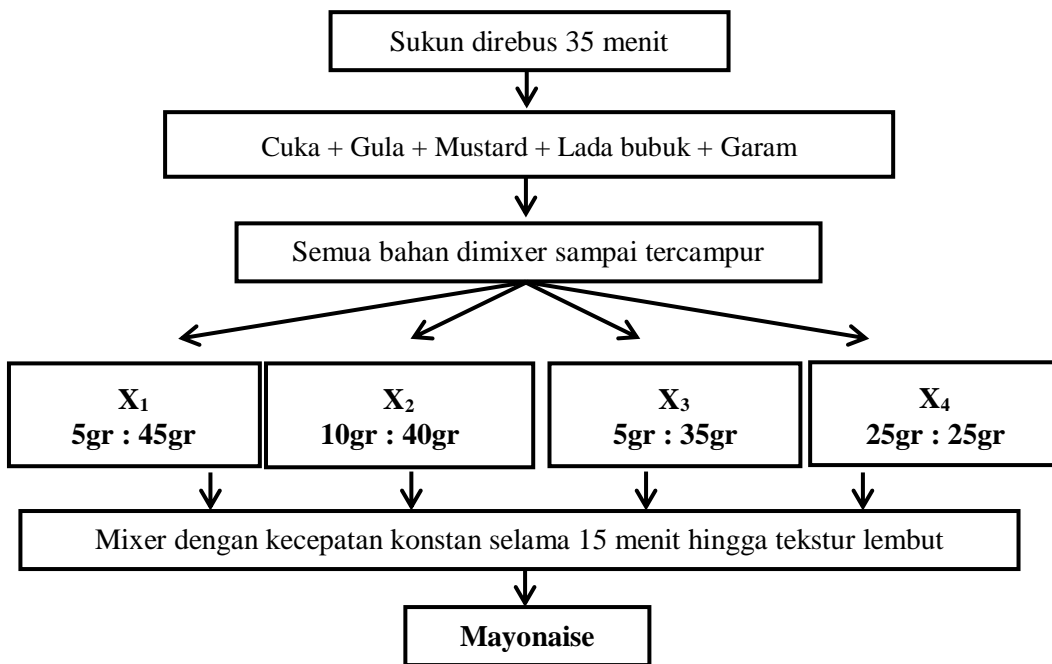 Sukun direbus 35 menit
Cuka + Gula + Mustard + Lada bubuk + Garam
Semua bahan dimixer sampai tercampur
X₁
5gr : 45gr
X₂
10gr : 40gr
X₃
5gr : 35gr
X₄
25gr : 25gr
Mixer dengan kecepatan konstan selama 15 menit hingga tekstur lembut
Mayonaise